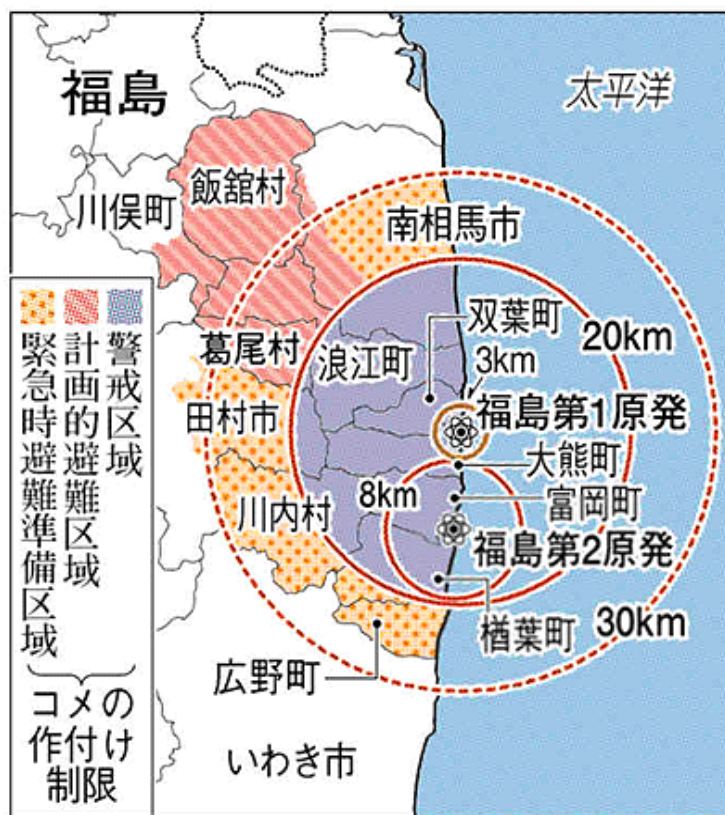 福島
太平洋
飯舘村
川俣町
南相馬市
双葉町
20km
3km
葛尾村
浪江町
田村市
福島第1原発
大熊町
8km
富岡町
川内村
福島第2原発
楢葉町
30km
広野町
いわき市
警戒区域
計画的避難区域
緊急時避難準備区域
コメの
作付け
制限